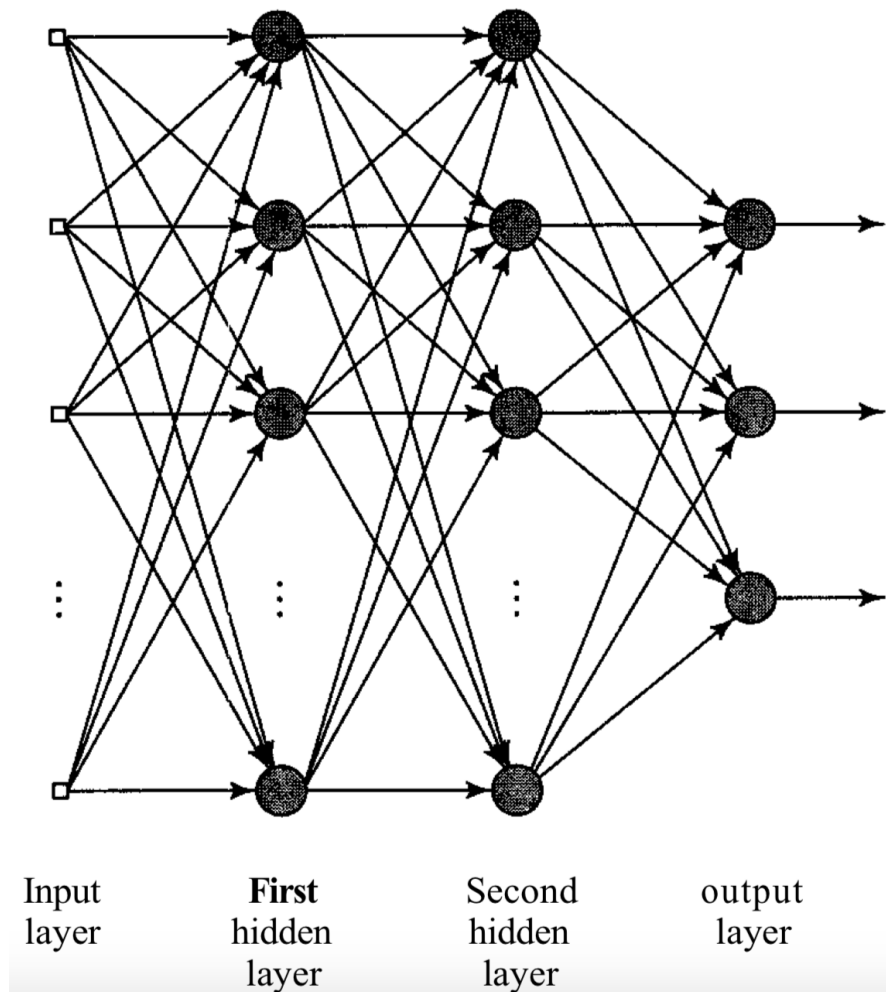 Input
layer
First
hidden
layer
Second
hidden
layer
output
layer